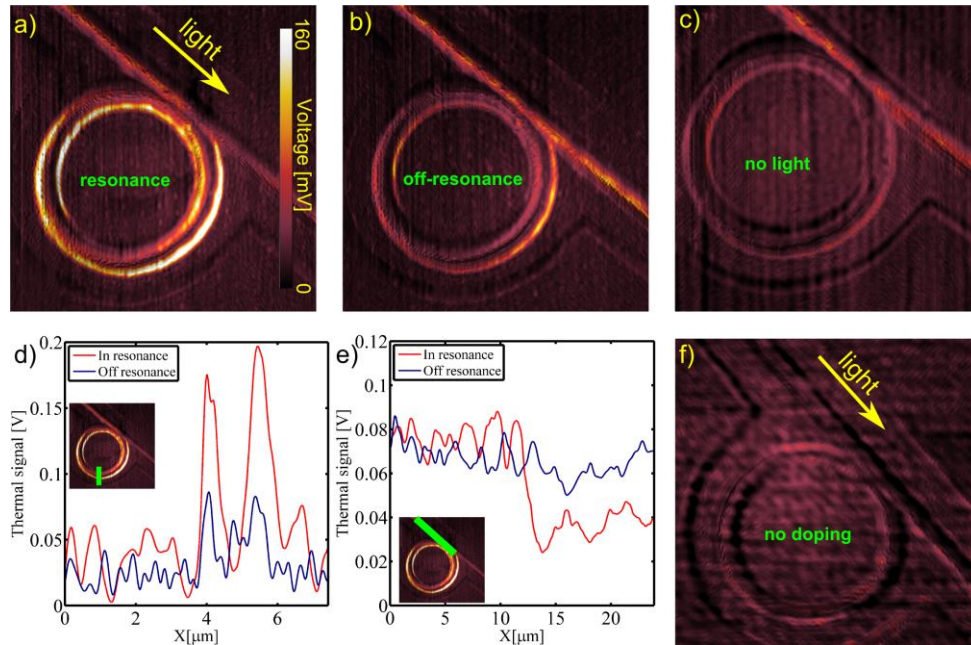 a)
light
resonance
160
Voltage [mV]
0
b)
off-resonance
c)
no light
d)
In resonance
Off resonance
0.2
0.15
0.1
0.05
0
Thermal signal [V]
0
2
4
6
X[μm]
e)
In resonance
Off resonance
0.12
0.1
0.08
0.06
0.04
0.02
0
Thermal signal [V]
0
5
10
15
20
X[μm]
f)
light
no doping